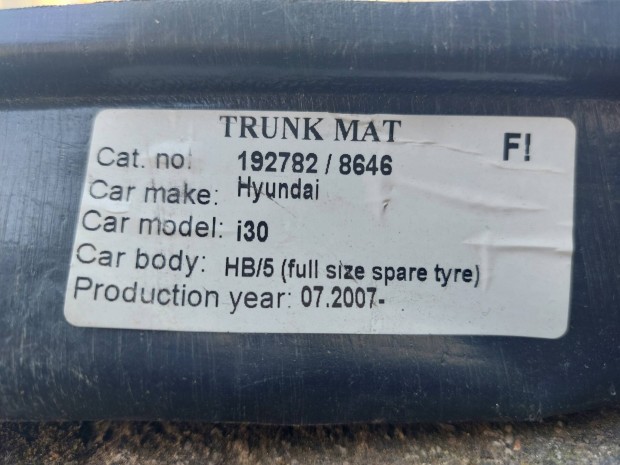 TRUNK MAT
F!
Cat. no: 192782 / 8646
Car make: Hyundai
Car model: i30
Car body: HB/5 (full size spare tyre)
Production year: 07.2007-